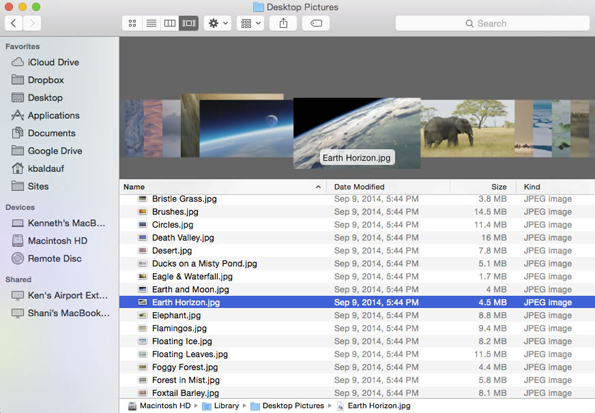 Desktop Pictures
Search
Favorites
iCloud Drive
Dropbox
Desktop
Applications
Documents
Google Drive
kbaldauf
Sites
Devices
Kenneth's MacB...
Macintosh HD
Remote Disc
Shared
Ken's Airport Ext...
Shani's MacBook...
Earth Horizon.jpg
Name Date Modified Size Kind
Bristle Grass.jpg Sep 9, 2014, 5:44 PM 3.8 MB JPEG image
Brushes.jpg Sep 9, 2014, 5:44 PM 14.5 MB JPEG image
Circles.jpg Sep 9, 2014, 5:44 PM 11.4 MB JPEG image
Death Valley.jpg Sep 9, 2014, 5:44 PM 16 MB JPEG image
Desert.jpg Sep 9, 2014, 5:44 PM 7.8 MB JPEG image
Ducks on a Misty Pond.jpg Sep 9, 2014, 5:44 PM 5.1 MB JPEG image
Eagle & Waterfall.jpg Sep 9, 2014, 5:44 PM 1.7 MB JPEG image
Earth and Moon.jpg Sep 9, 2014, 5:44 PM 4 MB JPEG image
Earth Horizon.jpg Sep 9, 2014, 5:44 PM 4.5 MB JPEG image
Elephant.jpg Sep 9, 2014, 5:44 PM 8.8 MB JPEG image
Flamingos.jpg Sep 9, 2014, 5:44 PM 9.4 MB JPEG image
Floating Ice.jpg Sep 9, 2014, 5:44 PM 8.2 MB JPEG image
Floating Leaves.jpg Sep 9, 2014, 5:44 PM 11.5 MB JPEG image
Foggy Forest.jpg Sep 9, 2014, 5:44 PM 4.4 MB JPEG image
Forest in Mist.jpg Sep 9, 2014, 5:44 PM 5.8 MB JPEG image
Foxtail Barley.jpg Sep 9, 2014, 5:44 PM 8.1 MB JPEG image
Macintosh HD Library Desktop Pictures Earth Horizon.jpg